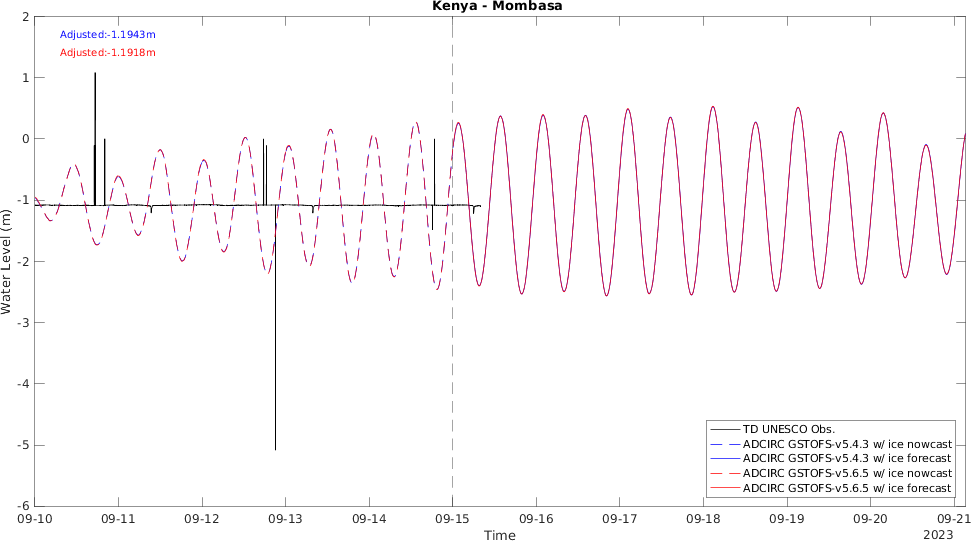 Kenya - Mombasa
Adjusted:-1.1943m
Adjusted:-1.1918m
2
1
0
-1
-2
-3
-4
-5
-6
Water Level (m)
TD UNESCO Obs.
ADCIRC GSTOFS-v5.4.3 w/ ice nowcast
ADCIRC GSTOFS-v5.4.3 w/ ice forecast
ADCIRC GSTOFS-v5.6.5 w/ ice nowcast
ADCIRC GSTOFS-v5.6.5 w/ ice forecast
09-10 09-11 09-12 09-13 09-14 09-15 09-16 09-17 09-18 09-19 09-20 09-21
Time
2023